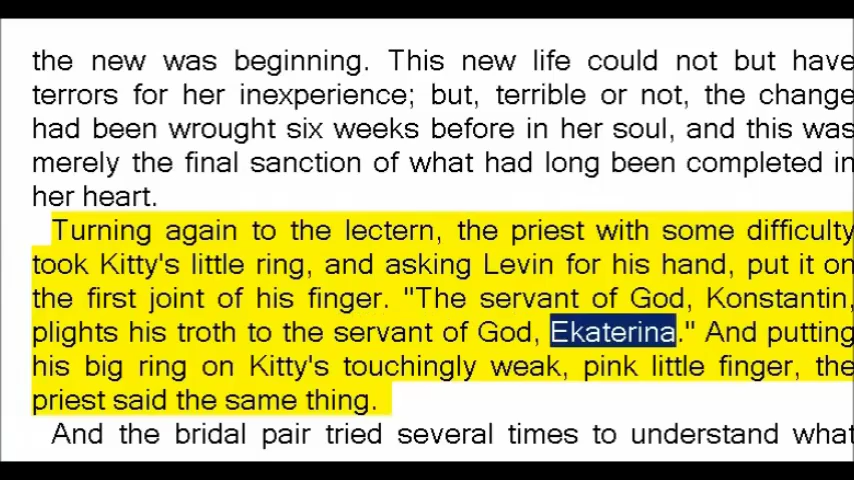 the new was beginning. This new life could not but have
terrors for her inexperience; but, terrible or not, the change
had been wrought six weeks before in her soul, and this was
merely the final sanction of what had long been completed in
her heart.
Turning again to the lectern, the priest with some difficulty
took Kitty's little ring, and asking Levin for his hand, put it on
the first joint of his finger. "The servant of God, Konstantin,
plights his troth to the servant of God, Ekaterina." And putting
his big ring on Kitty's touchingly weak, pink little finger, the
priest said the same thing.
And the bridal pair tried several times to understand what